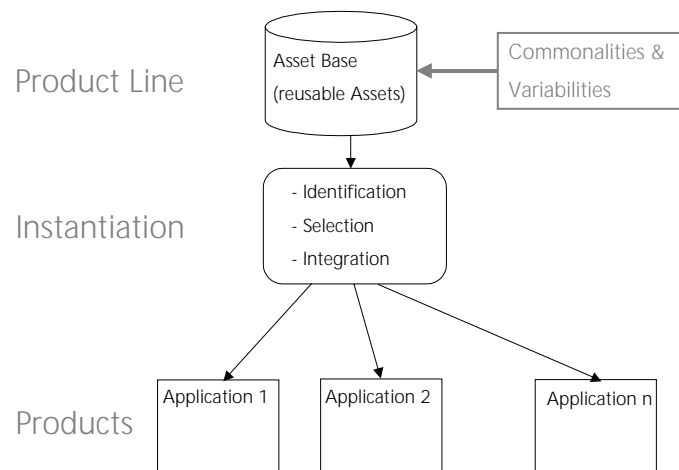 Product Line
Asset Base
(reusable Assets)
Commonalities &
Variabilities
Instantiation
- Identification
- Selection
- Integration
Products
Application 1
Application 2
Application n